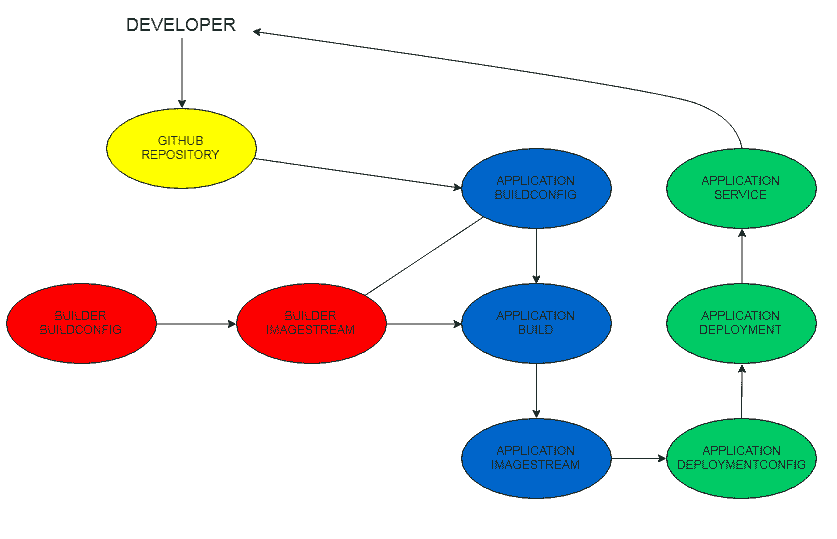 DEVELOPER
GITHUB
REPOSITORY
APPLICATION
BUILDCONFIG
APPLICATION
SERVICE
BUILDER
BUILDCONFIG
BUILDER
IMAGESTREAM
APPLICATION
BUILD
APPLICATION
DEPLOYMENT
APPLICATION
IMAGESTREAM
APPLICATION
DEPLOYMENTCONFIG